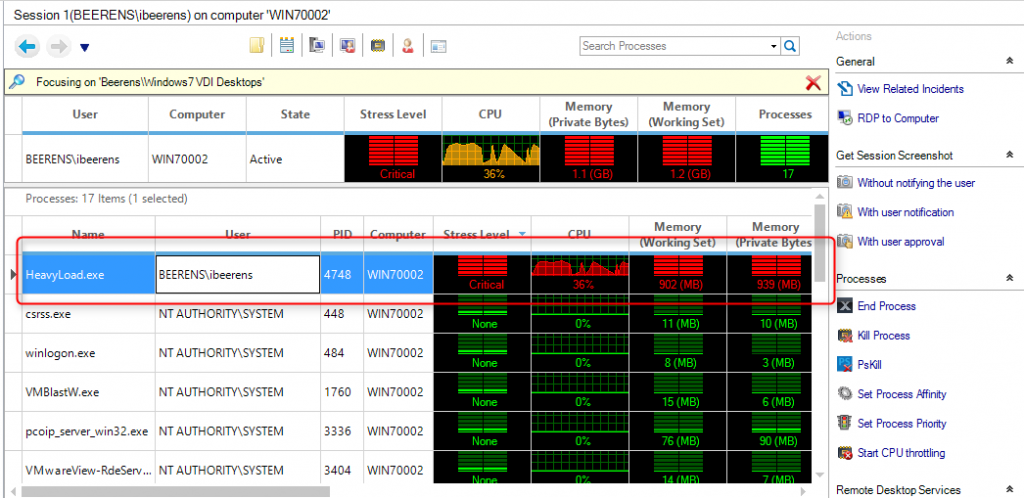 Session 1(BEERENS\ibeerens) on computer 'WIN70002'
Search Processes
Focusing on 'Beerens\Windows7 VDI Desktops'
User Computer State Stress Level CPU Memory (Private Bytes) Memory (Working Set) Processes
BEERENS\ibeerens WIN70002 Active Critical 36% 1.1 (GB) 1.2 (GB) 17
Processes: 17 Items (1 selected)
Name User PID Computer Stress Level CPU Memory (Working Set) Memory (Private Bytes
HeavyLoad.exe BEERENS\ibeerens 4748 WIN70002 Critical 36% 902 (MB) 939 (MB)
csrss.exe NT AUTHORITY\SYSTEM 448 WIN70002 None 0% 11 (MB) 10 (MB)
winlogon.exe NT AUTHORITY\SYSTEM 484 WIN70002 None 0% 8 (MB) 3 (MB)
VMBlastW.exe NT AUTHORITY\SYSTEM 1760 WIN70002 None 0% 15 (MB) 6 (MB)
pcoip_server_win32.exe NT AUTHORITY\SYSTEM 3336 WIN70002 None 0% 76 (MB) 90 (MB)
VMwareView-RdeServ... NT AUTHORITY\SYSTEM 3404 WIN70002 None 0% 14 (MB) 7 (MB)
Actions
General
View Related Incidents
RDP to Computer
Get Session Screenshot
Without notifying the user
With user notification
With user approval
Processes
End Process
Kill Process
PsKill
Set Process Affinity
Set Process Priority
Start CPU throttling
Remote Desktop Services